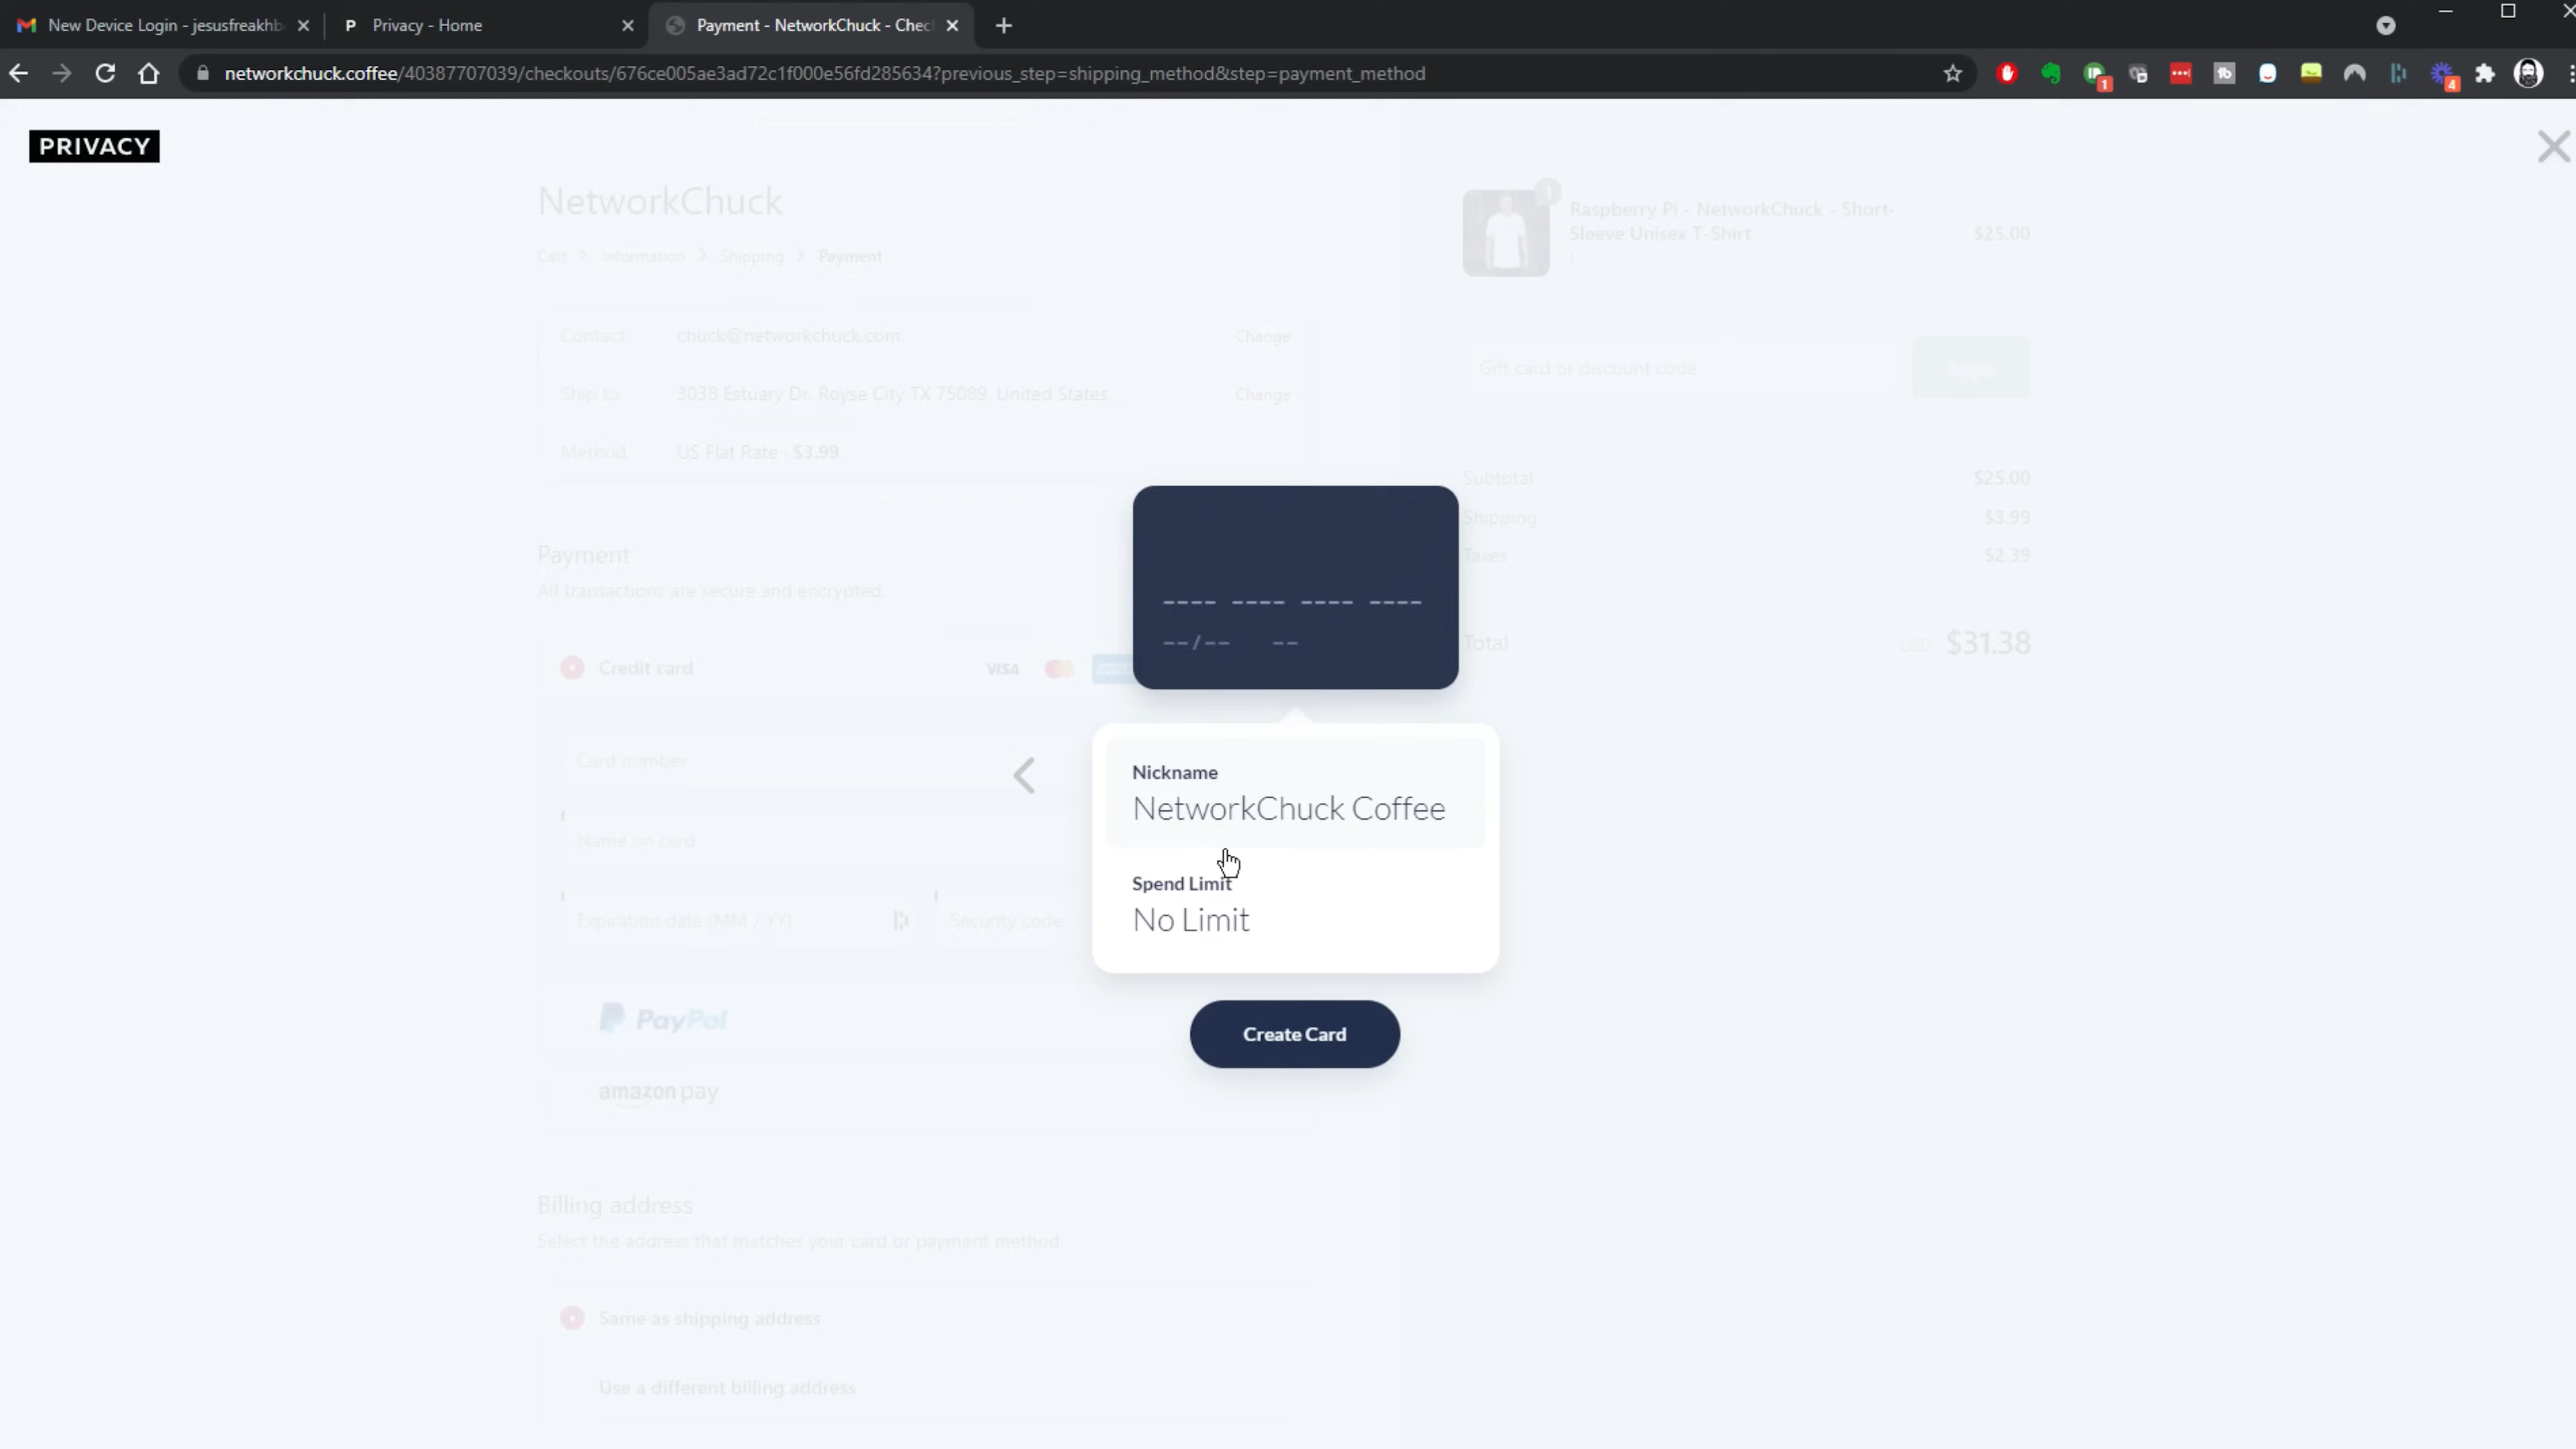 New Device Login - jesusfreakhb
Privacy - Home
Payment - NetworkChuck - Chec
networkchuck.coffee/40387707039/checkouts/676ce005ae3ad72c1f000e56fd285634?previous_step=shipping_method&step=payment_method
PRIVACY
NetworkChuck
Cart > Information > Shipping > Payment
Contact chuck@networkchuck.com Change
Ship to 3038 Estuary Dr, Royse City TX 75089, United States Change
Method US Flat Rate · $3.99
Payment
All transactions are secure and encrypted.
Credit card VISA
Card number
Name on card
Expiration date (MM / YY) Security code
PayPal
amazon pay
Billing address
Select the address that matches your card or payment method.
Same as shipping address
Use a different billing address
1
Raspberry Pi - NetworkChuck - Short-
Sleeve Unisex T-Shirt $25.00
Gift card or discount code Apply
Subtotal $25.00
Shipping $3.99
Taxes $2.39
Total USD $31.38
---- ---- ---- ----
--/-- --
Nickname
NetworkChuck Coffee
Spend Limit
No Limit
Create Card